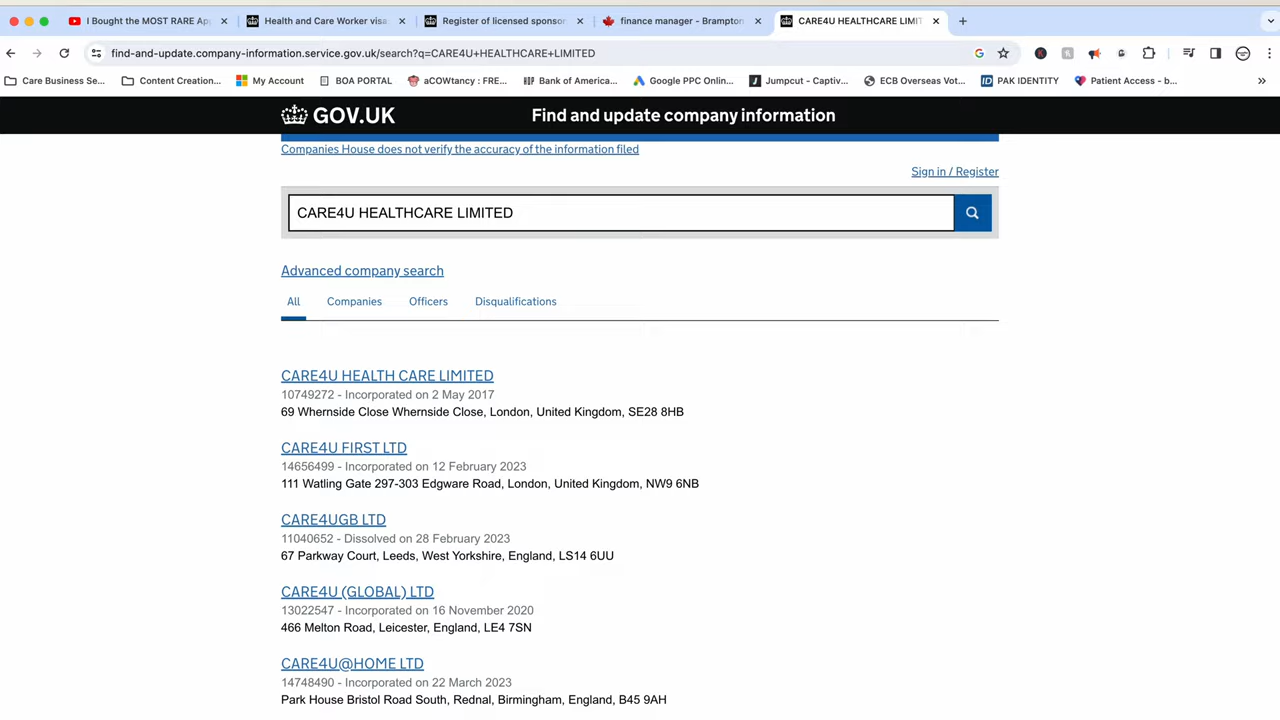 I Bought the MOST RARE Ap
Health and Care Worker visa
Register of licensed sponsor
finance manager - Brampton
CARE4U HEALTHCARE LIMIT
find-and-update.company-information.service.gov.uk/search?q=CARE4U+HEALTHCARE+LIMITED
Care Business Se...
Content Creation...
My Account
BOA PORTAL
aCOWtancy : FRE...
Bank of America...
Google PPC Onlin...
Jumpcut - Captiv...
ECB Overseas Vot...
PAK IDENTITY
Patient Access - b...
GOV.UK
Find and update company information
Companies House does not verify the accuracy of the information filed
Sign in / Register
CARE4U HEALTHCARE LIMITED
Advanced company search
All Companies Officers Disqualifications
CARE4U HEALTH CARE LIMITED
10749272 - Incorporated on 2 May 2017
69 Whernside Close Whernside Close, London, United Kingdom, SE28 8HB
CARE4U FIRST LTD
14656499 - Incorporated on 12 February 2023
111 Watling Gate 297-303 Edgware Road, London, United Kingdom, NW9 6NB
CARE4UGB LTD
11040652 - Dissolved on 28 February 2023
67 Parkway Court, Leeds, West Yorkshire, England, LS14 6UU
CARE4U (GLOBAL) LTD
13022547 - Incorporated on 16 November 2020
466 Melton Road, Leicester, England, LE4 7SN
CARE4U@HOME LTD
14748490 - Incorporated on 22 March 2023
Park House Bristol Road South, Rednal, Birmingham, England, B45 9AH